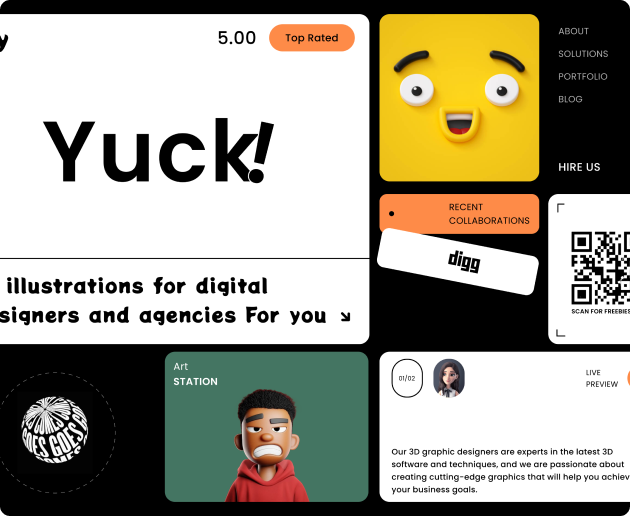 5.00
Top Rated
Yuck!
illustrations for digital
signers and agencies For you
ABOUT
SOLUTIONS
PORTFOLIO
BLOG
HIRE US
RECENT
COLLABORATIONS
digg
SCAN FOR FREEBIES
GOES GOES GO
Art
STATION
01/02
LIVE
PREVIEW
Our 3D graphic designers are experts in the latest 3D
software and techniques, and we are passionate about
creating cutting-edge graphics that will help you achiev
your business goals.